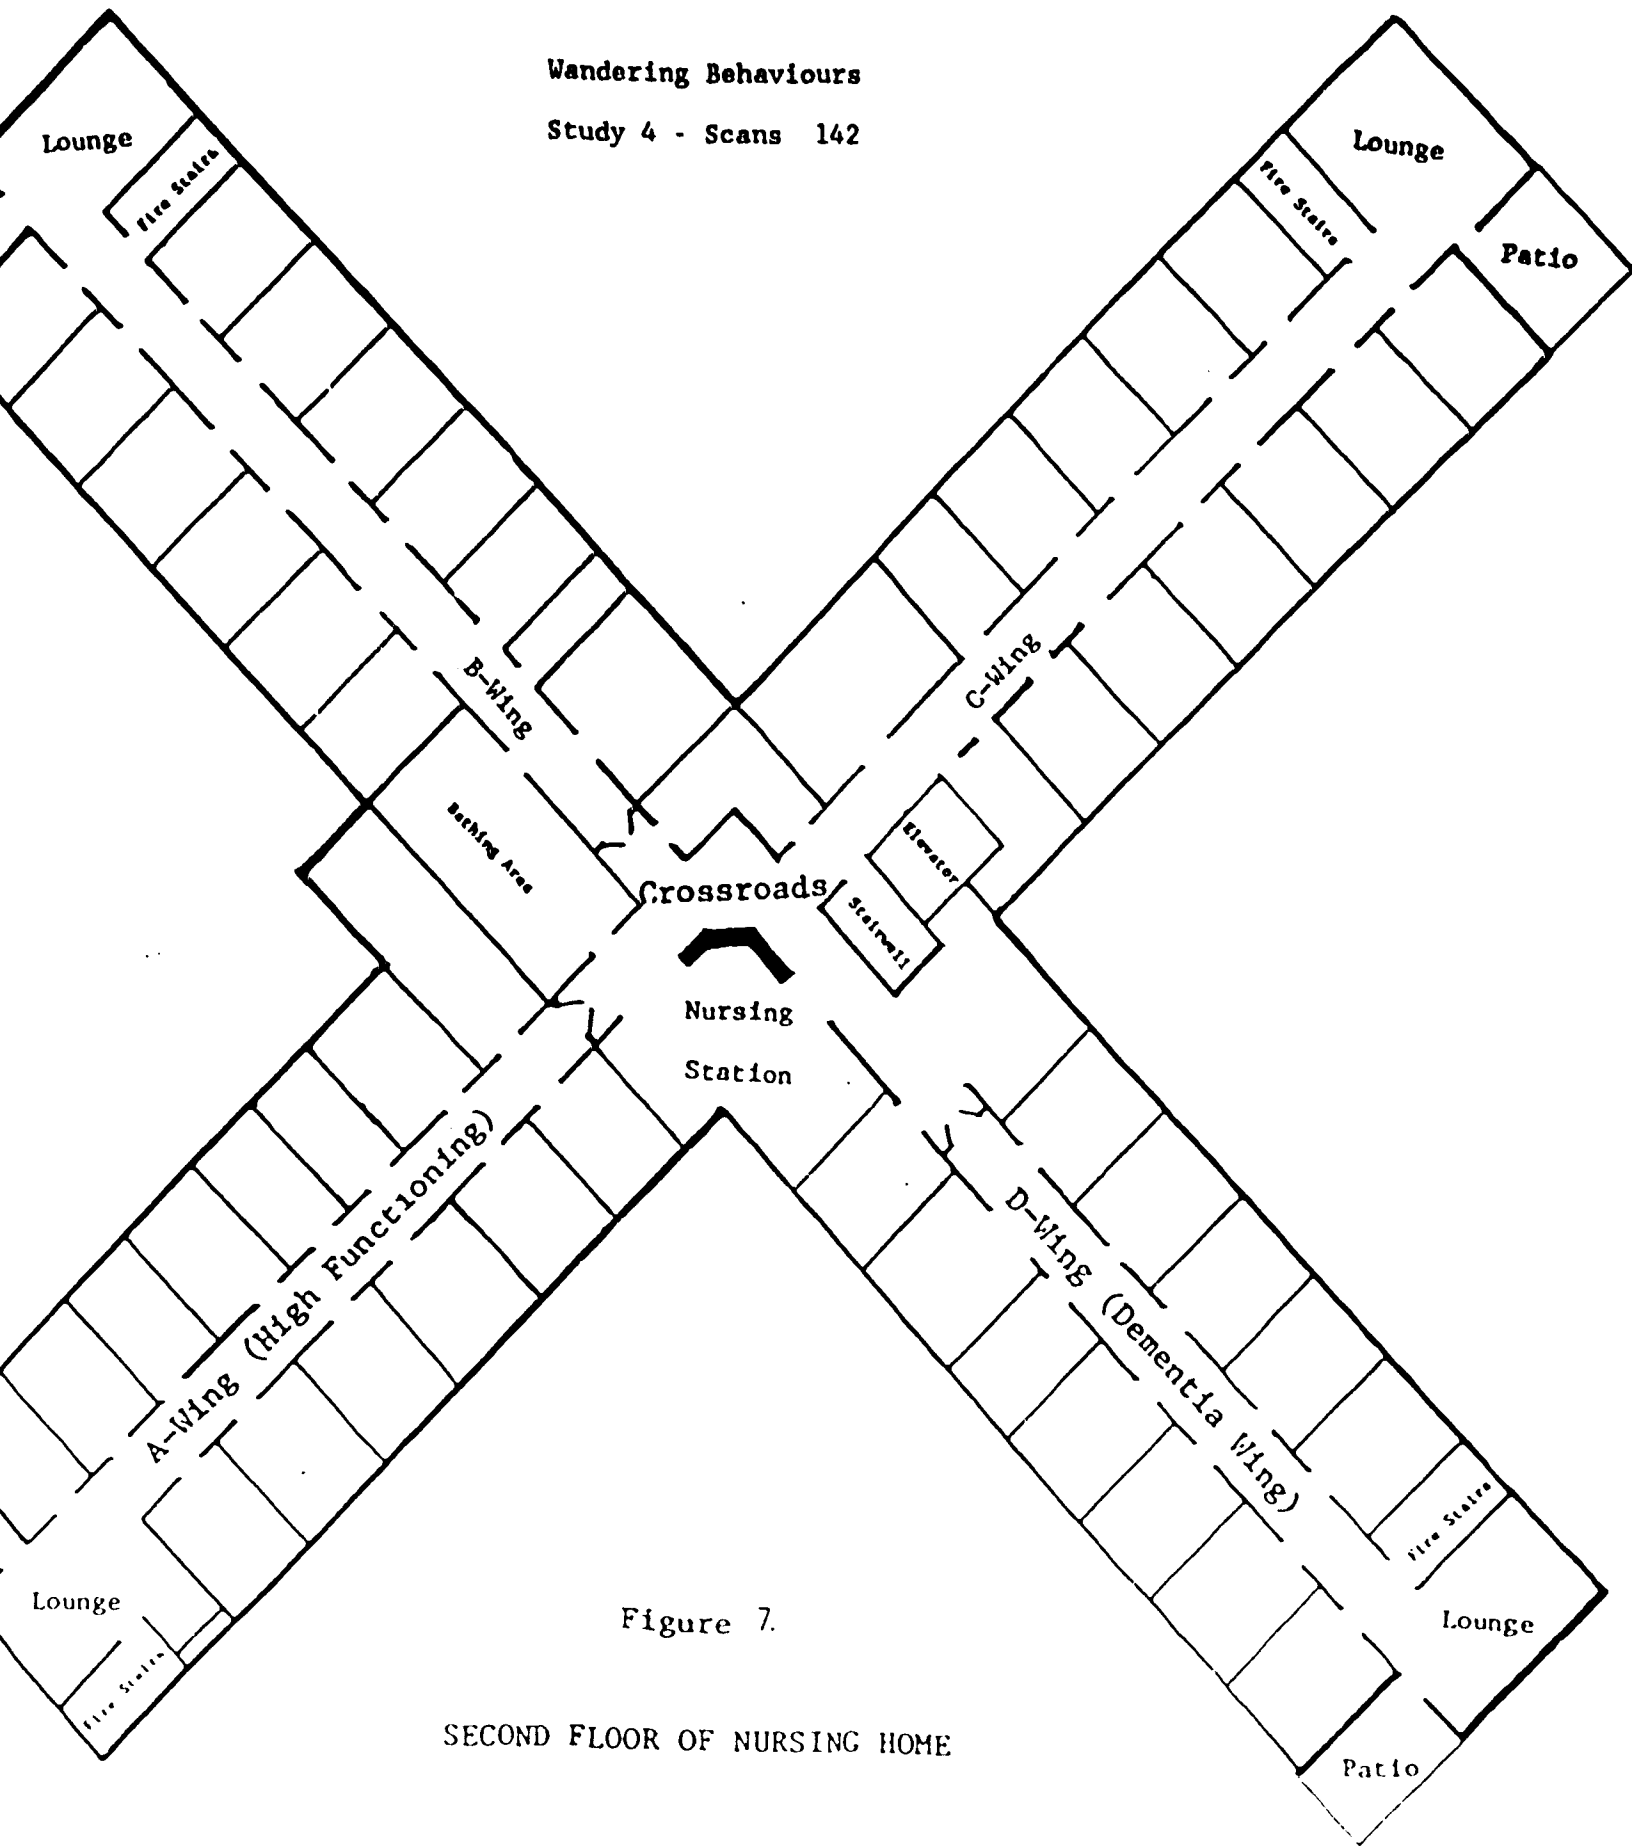 Wandering Behaviours
Study 4 - Scans 142
Lounge
Fire Stairs
Lounge
Fire Stairs
Patio
B-Wing
C-Wing
Bathing Area
Elevator
Crossroads
Stairwell
Nursing
Station
A-Wing (High Functioning)
D-Wing (Dementia Wing)
Fire Stairs
Lounge
Fire Stairs
Lounge
Patio
Figure 7.
SECOND FLOOR OF NURSING HOME